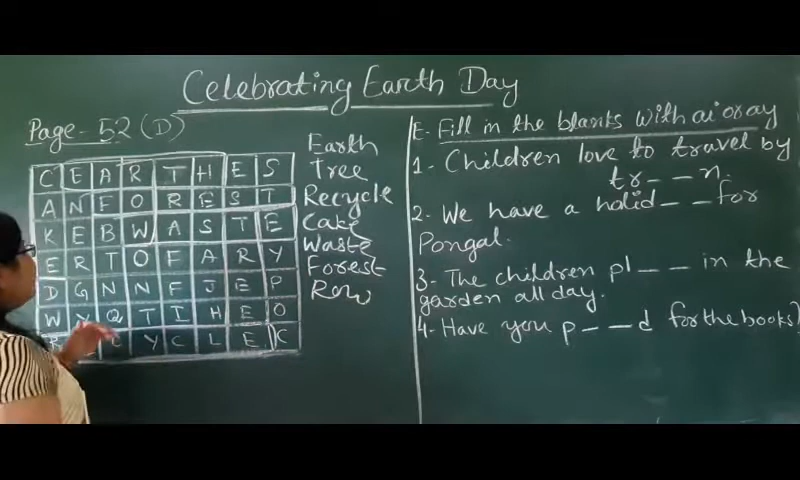 Celebrating Earth Day
Page - 52 (D)
C E A R T H E S
A N F O R E S T
K E B W A S T E
E R T O F A R Y
D G N N F J E P
W Y Q T I H E O
C Y C L E C
Earth
Tree
Recycle
Cake
Waste
Forest
Row
E- Fill in the blanks with ai or ay
1- Children love to travel by
tr _ _ n.
2- We have a holid _ _ for
Pongal.
3- The children pl _ _ in the
garden all day.
4- Have you p _ _ d for the books?